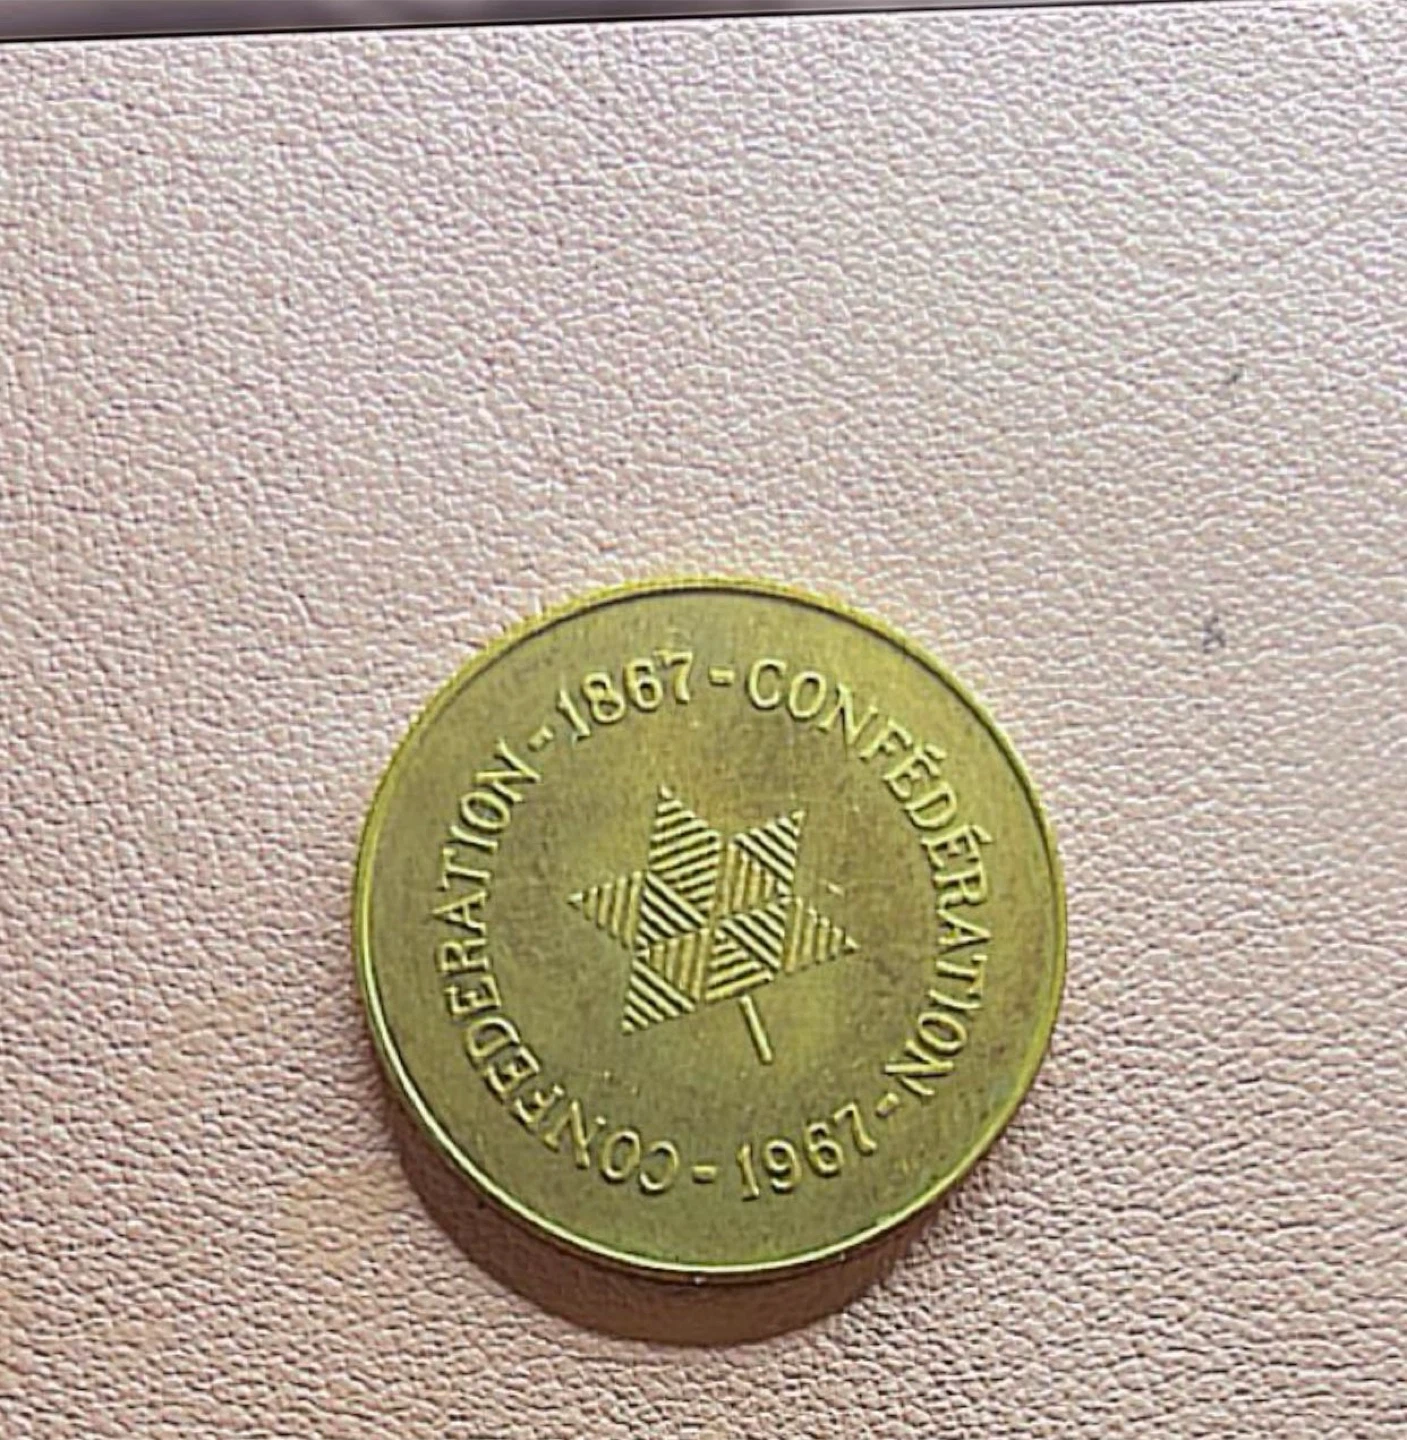 CONFEDERATION - 1867 - CONFÉDÉRATION - 1967 -